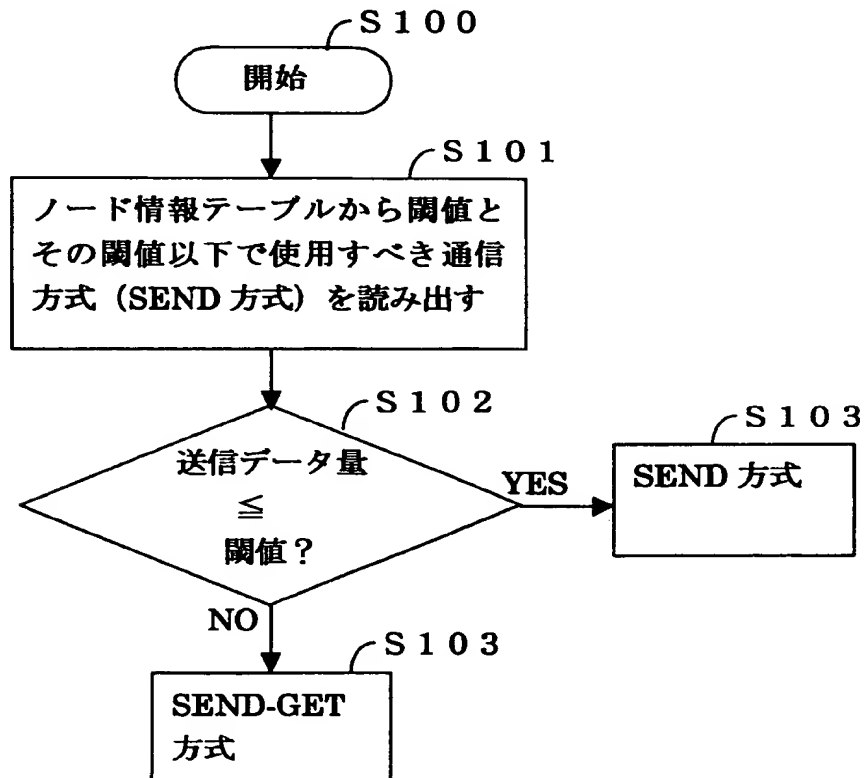 S100
開始
S101
ノード情報テーブルから閾値と
その閾値以下で使用すべき通信
方式（SEND 方式）を読み出す
S102
送信データ量
≦
閾値？
YES
S103
SEND 方式
NO
S103
SEND-GET
方式